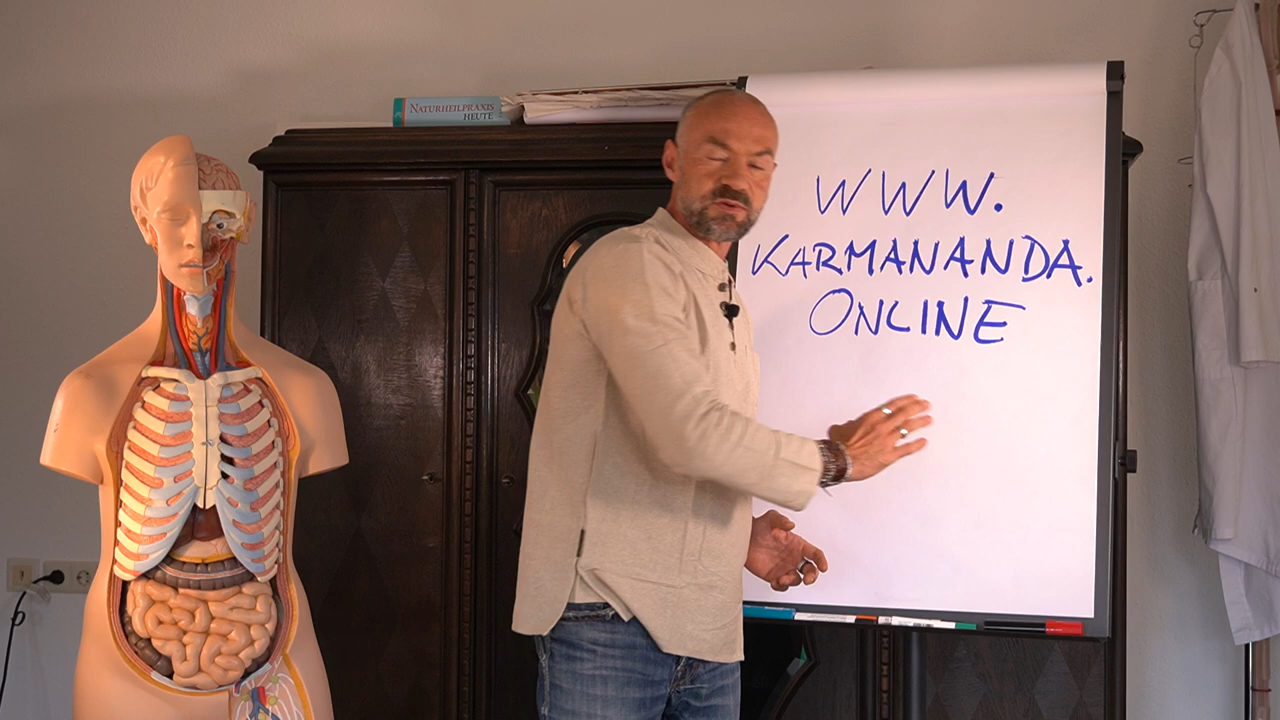 NATURHEILPRAXIS
HEUTE
WWW.
KARMANANDA.
ONLINE